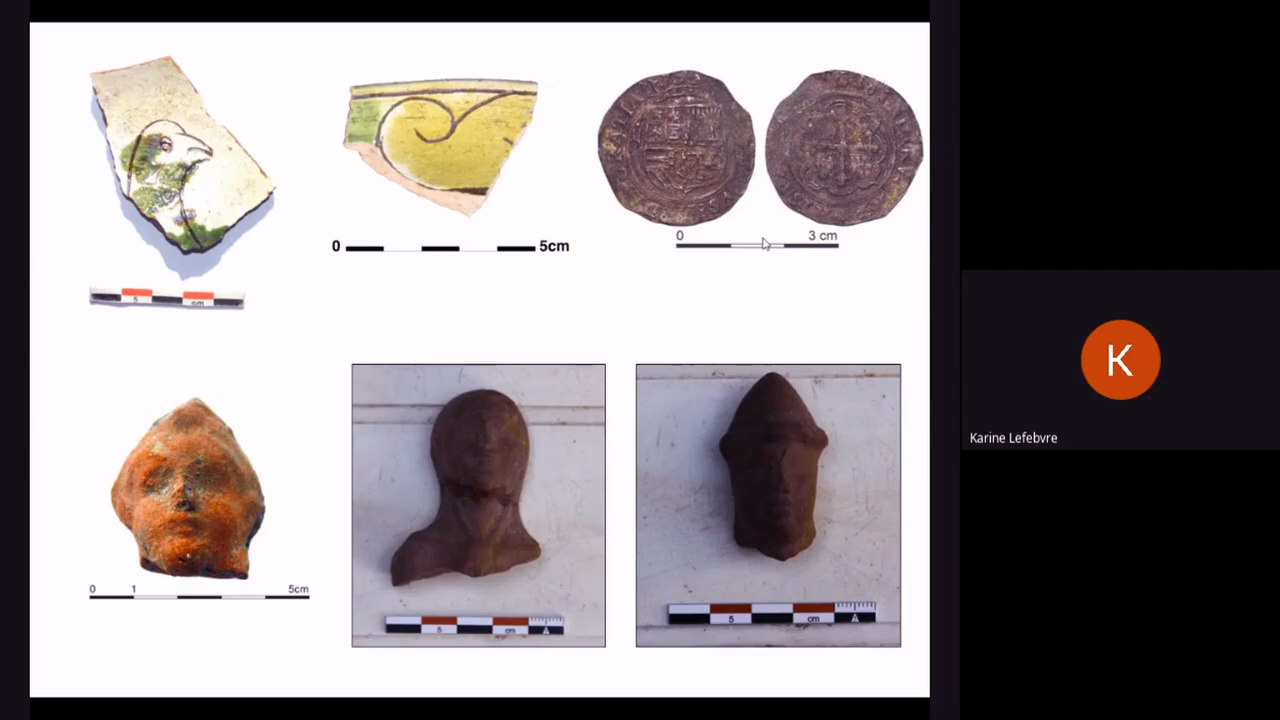 0 5cm
0 3 cm
5 cm
0 1 5cm
5 cm A
5 cm A
K
Karine Lefebvre